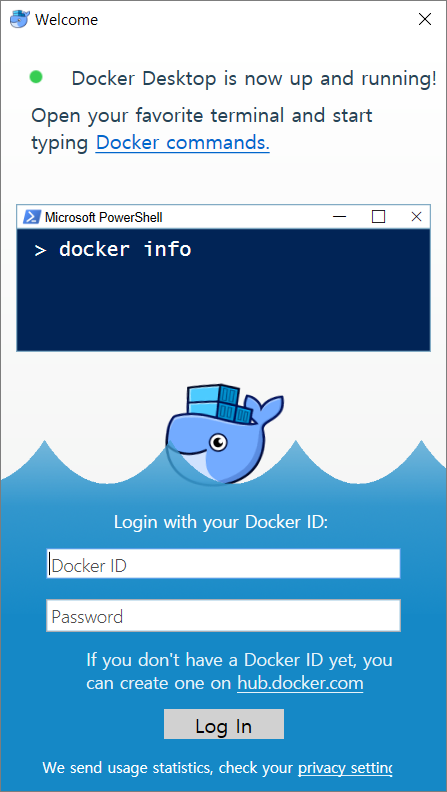 Welcome
Docker Desktop is now up and running!
Open your favorite terminal and start
typing Docker commands.
Microsoft PowerShell
> docker info
Login with your Docker ID:
Docker ID
Password
If you don't have a Docker ID yet, you
can create one on hub.docker.com
Log In
We send usage statistics, check your privacy setting